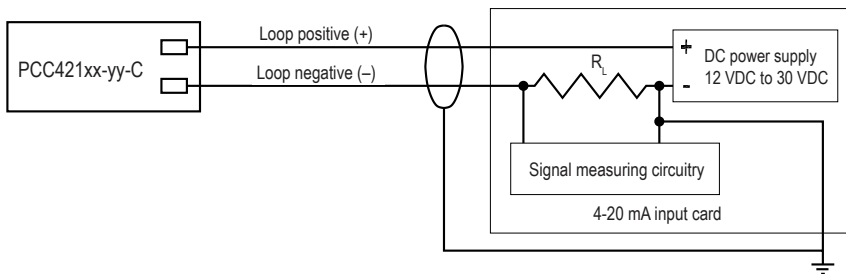 PCC421xx-yy-C
Loop positive (+)
Loop negative (–)
R_L
+
-
DC power supply
12 VDC to 30 VDC
Signal measuring circuitry
4-20 mA input card